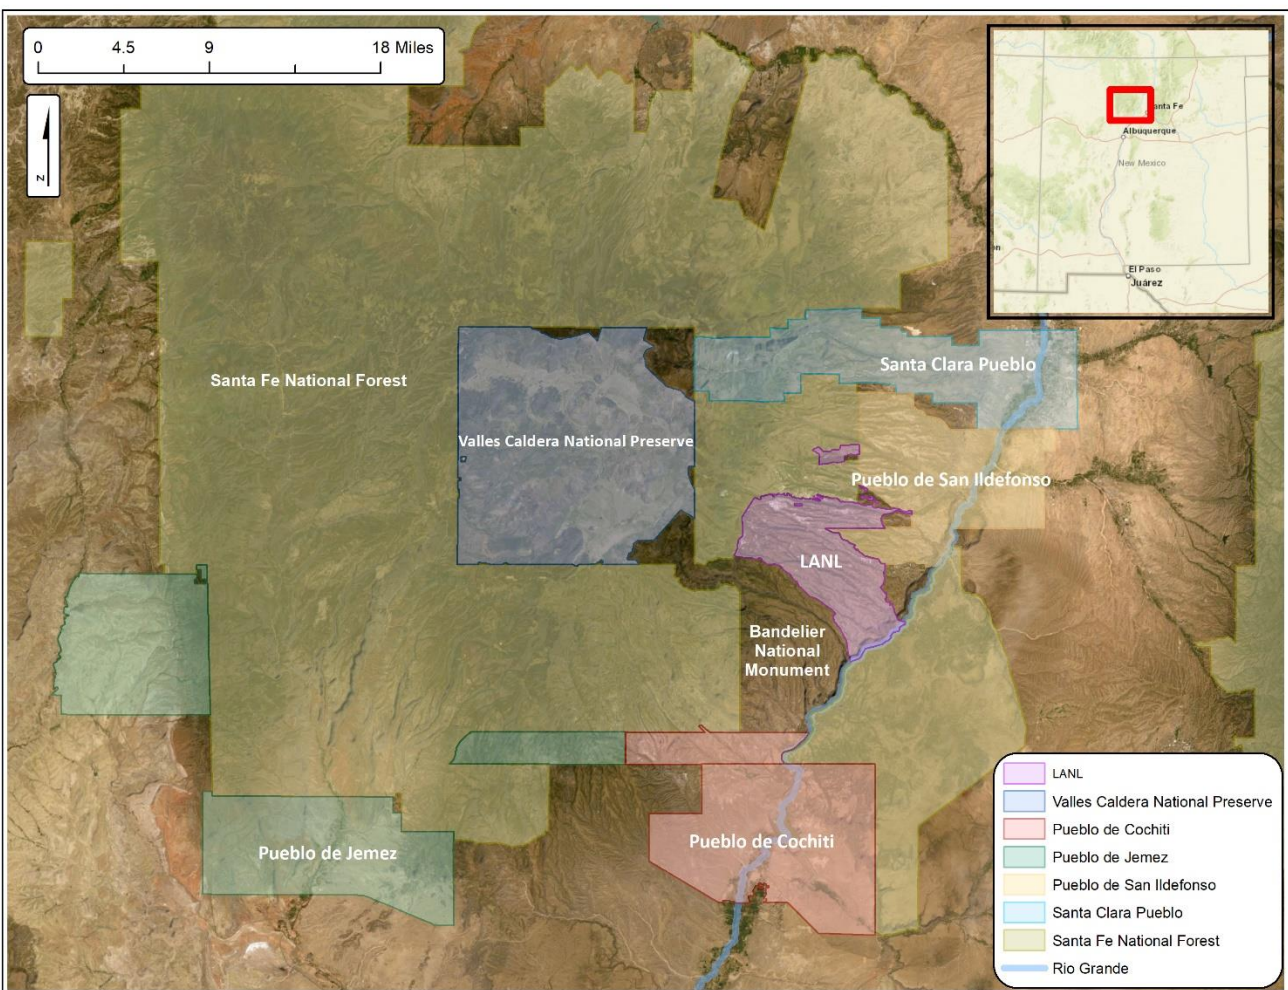 0 4.5 9 18 Miles
N
Santa Fe
Albuquerque
New Mexico
El Paso
Juárez
Santa Clara Pueblo
Santa Fe National Forest
Valles Caldera National Preserve
Pueblo de San Ildefonso
LANL
Bandelier
National
Monument
Pueblo de Cochiti
Pueblo de Jemez
LANL
Valles Caldera National Preserve
Pueblo de Cochiti
Pueblo de Jemez
Pueblo de San Ildefonso
Santa Clara Pueblo
Santa Fe National Forest
Rio Grande